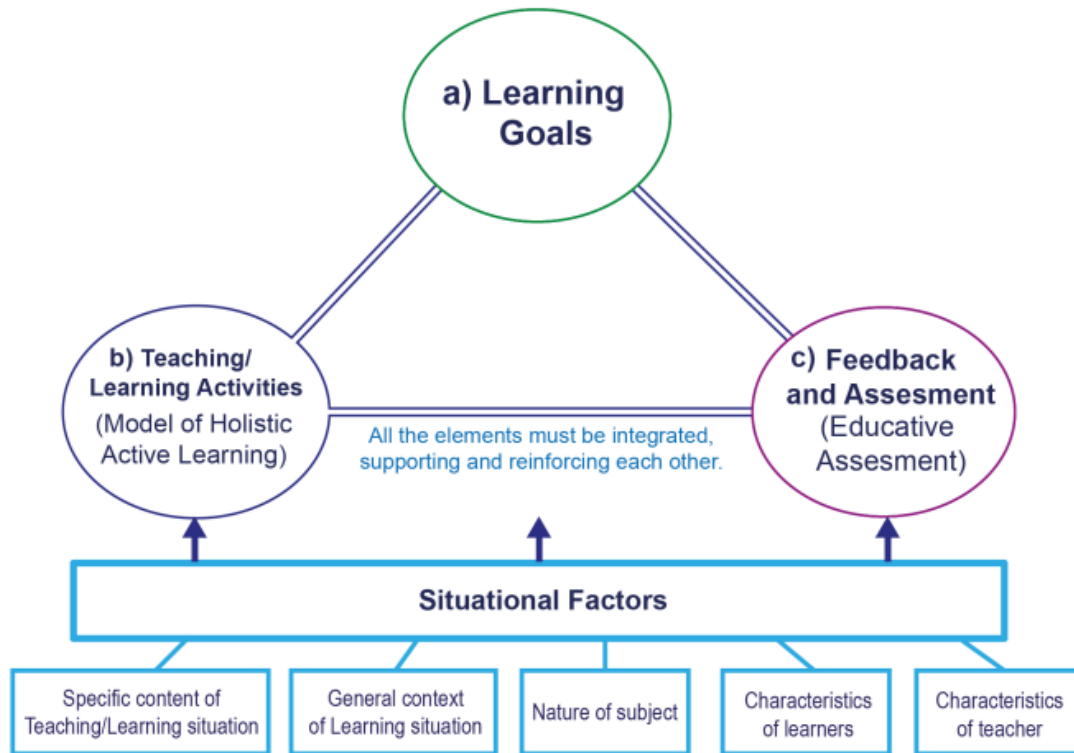 a) Learning
Goals
b) Teaching/
Learning Activities
(Model of Holistic
Active Learning)
c) Feedback
and Assesment
(Educative
Assesment)
All the elements must be integrated,
supporting and reinforcing each other.
Situational Factors
Specific content of
Teaching/Learning situation
General context
of Learning situation
Nature of subject
Characteristics
of learners
Characteristics
of teacher